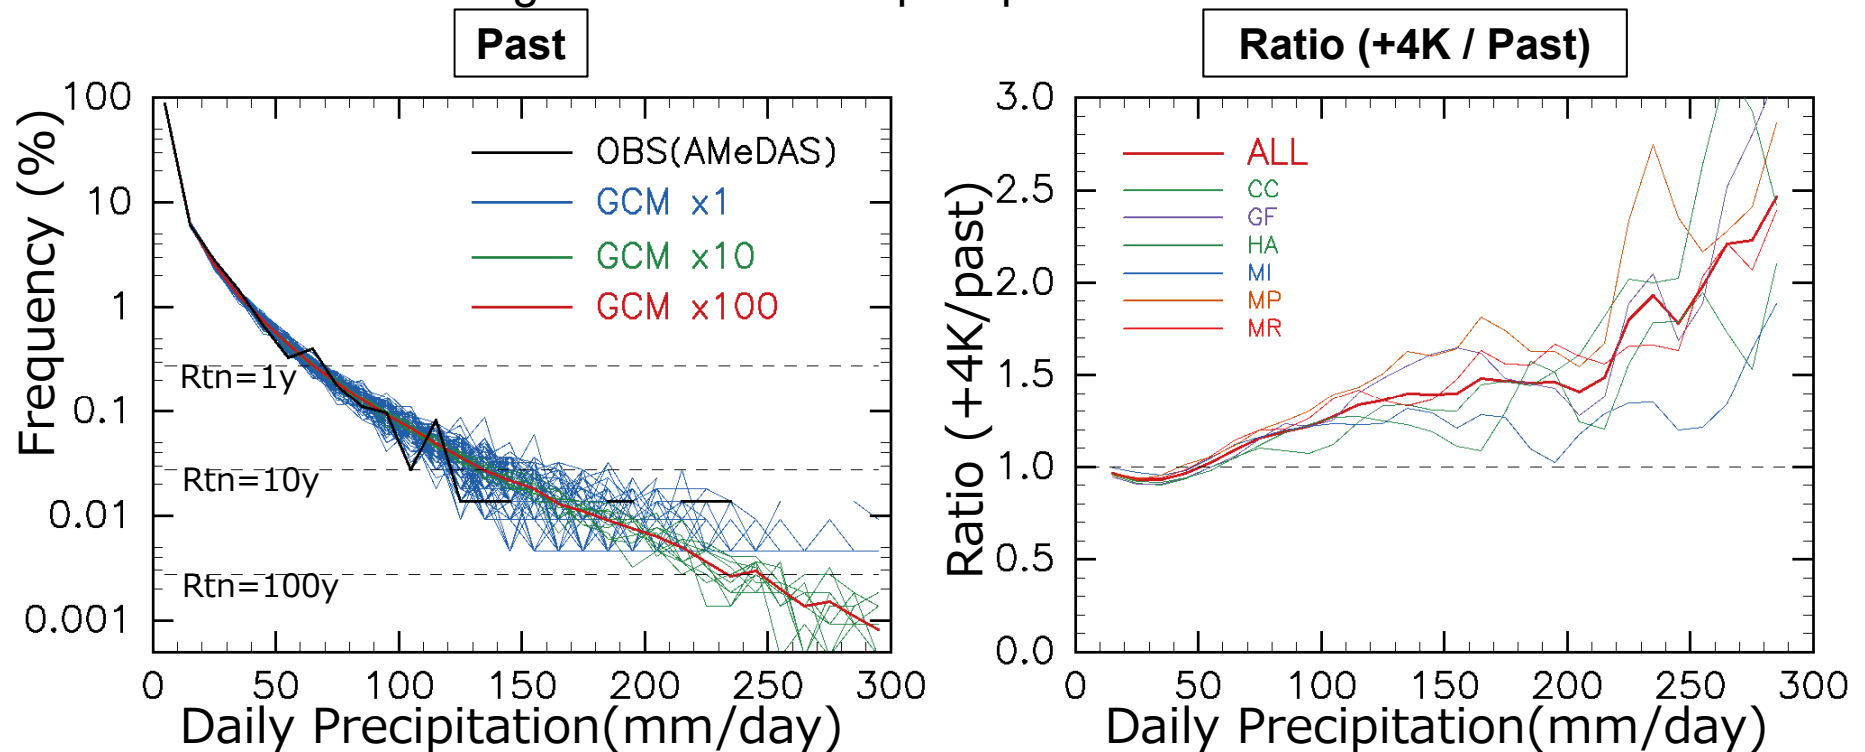 Past
Frequency (%)
100
10
1
0.1
0.01
0.001
OBS(AMeDAS)
GCM x1
GCM x10
GCM x100
Rtn=1y
Rtn=10y
Rtn=100y
0 50 100 150 200 250 300
Daily Precipitation(mm/day)
Ratio (+4K / Past)
Ratio (+4K/past)
3.0
2.5
2.0
1.5
1.0
0.5
0.0
ALL
CC
GF
HA
MI
MP
MR
0 50 100 150 200 250 300
Daily Precipitation(mm/day)